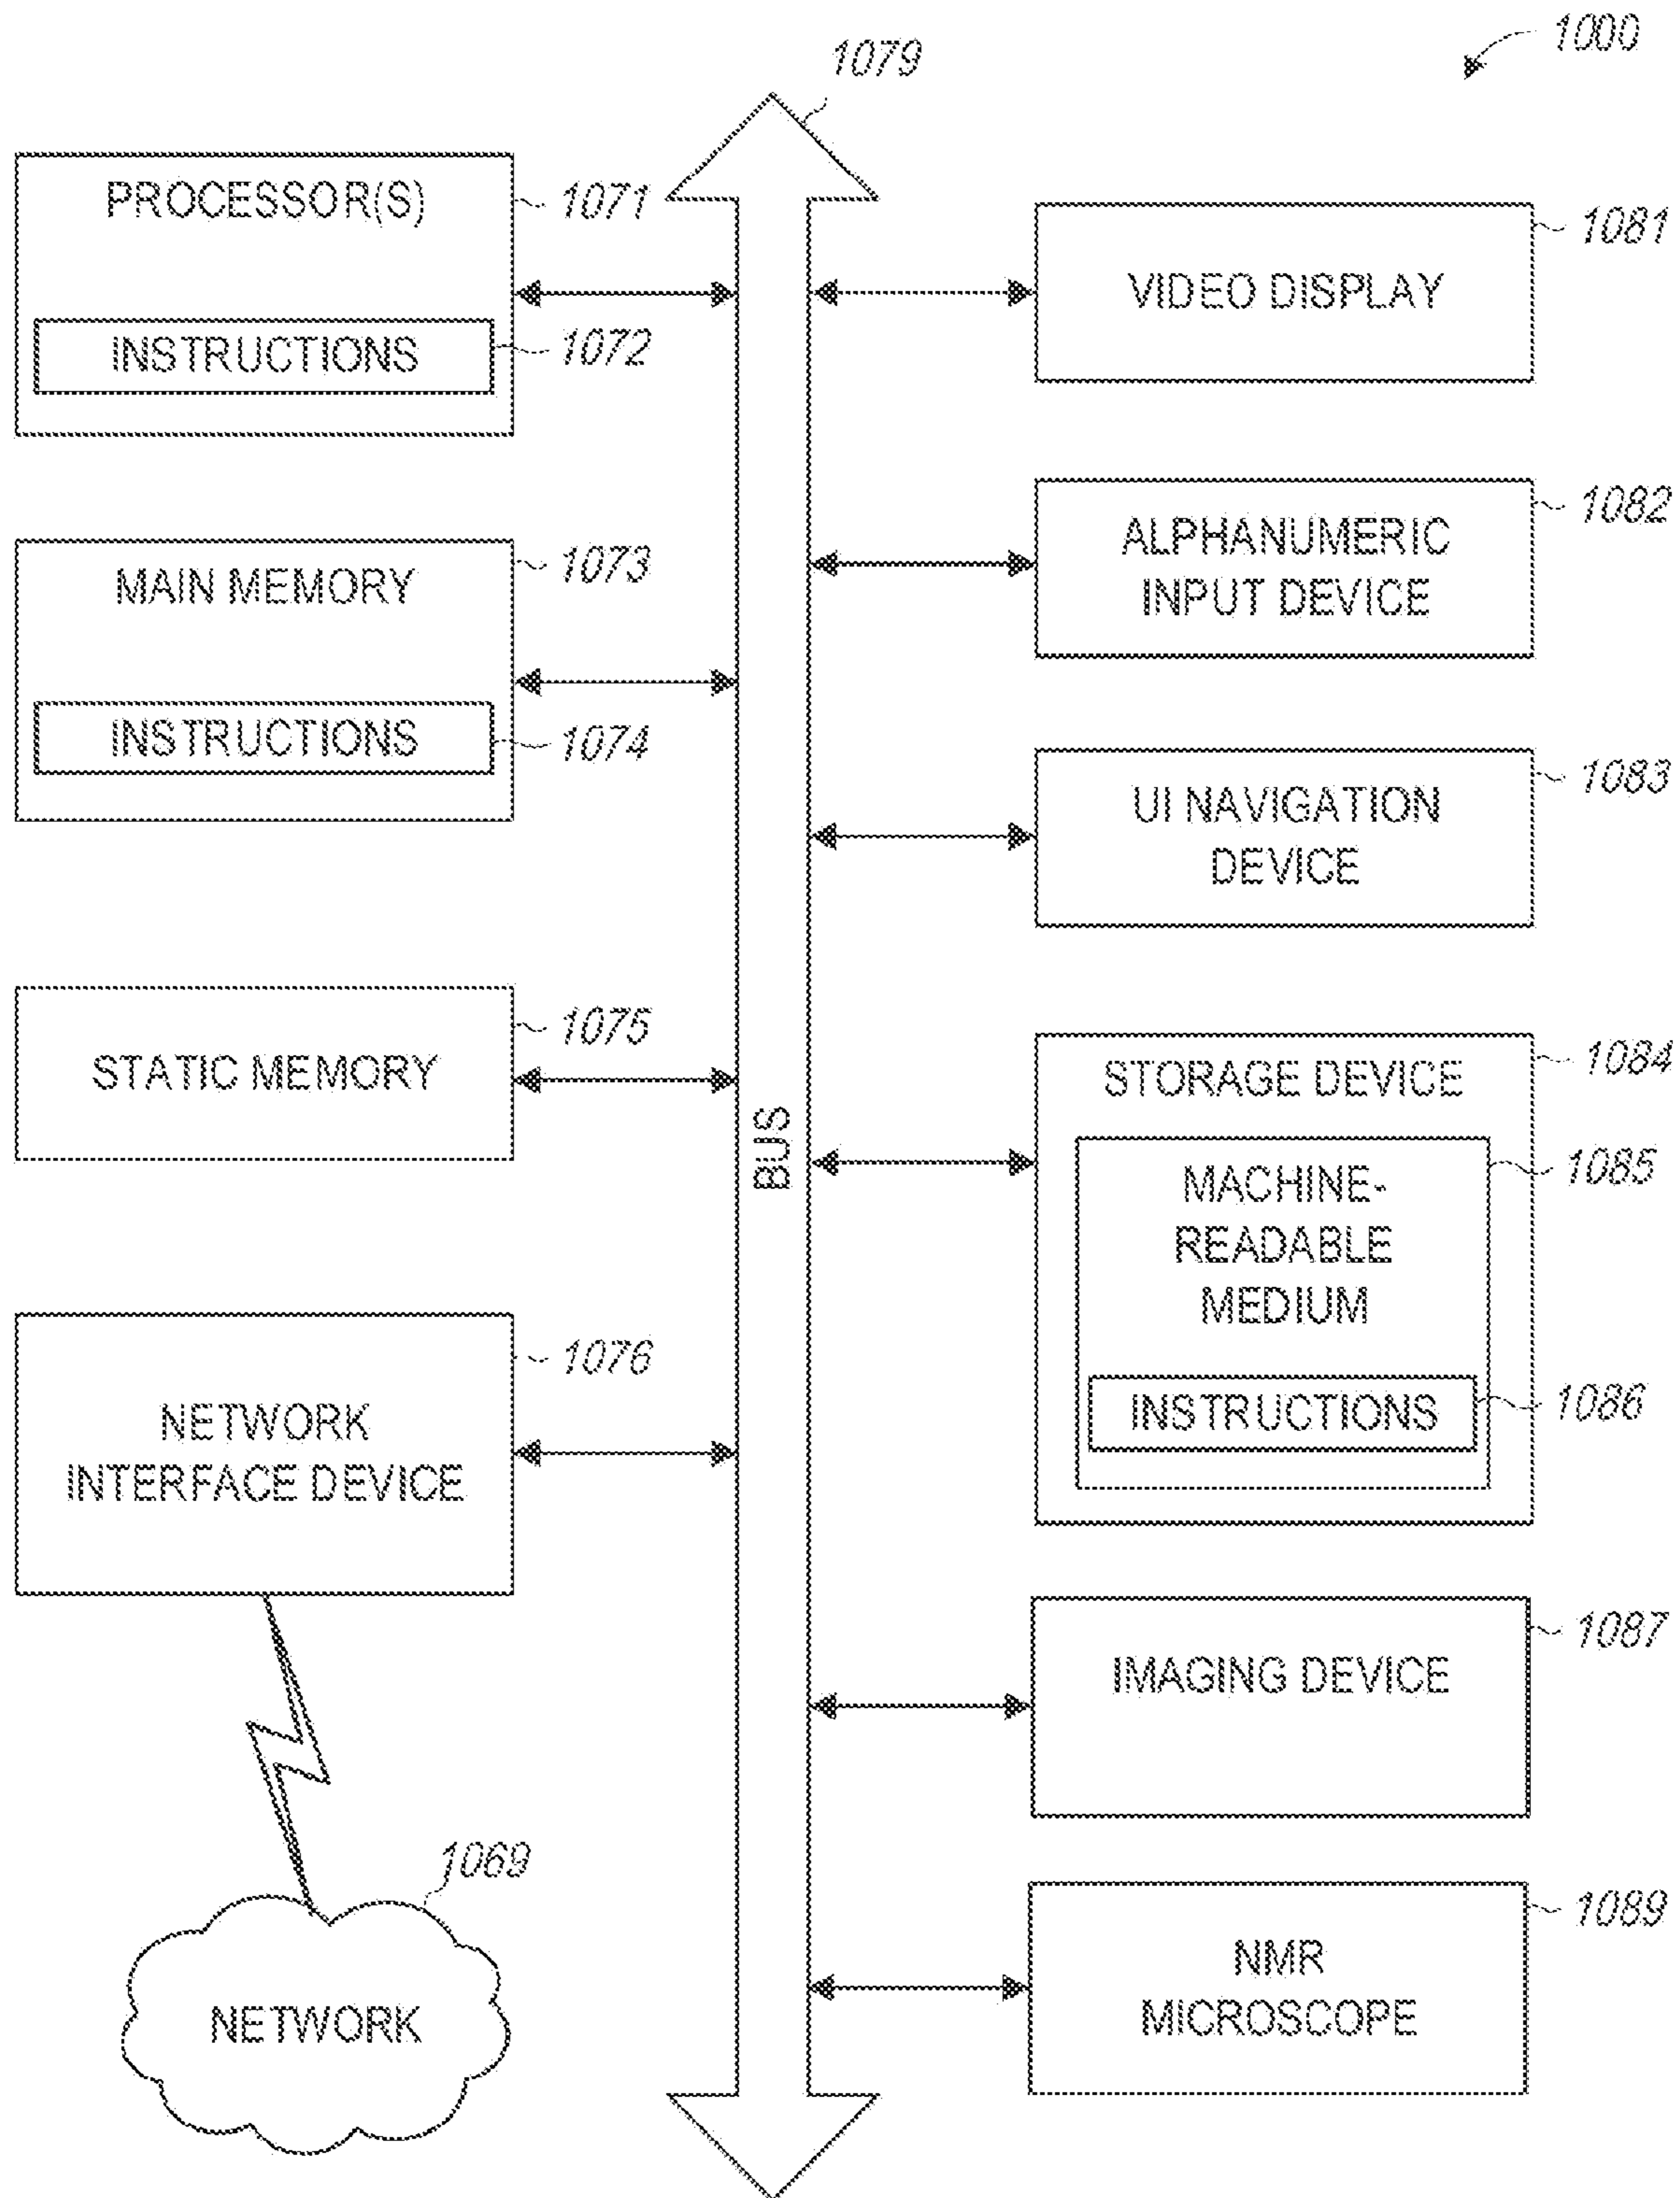 1000
1079
PROCESSOR(S)
1071
INSTRUCTIONS
1072
MAIN MEMORY
1073
INSTRUCTIONS
1074
STATIC MEMORY
1075
NETWORK
INTERFACE DEVICE
1076
NETWORK
1069
BUS
VIDEO DISPLAY
1081
ALPHANUMERIC
INPUT DEVICE
1082
UI NAVIGATION
DEVICE
1083
STORAGE DEVICE
1084
MACHINE-
READABLE
MEDIUM
1085
INSTRUCTIONS
1086
IMAGING DEVICE
1087
NMR
MICROSCOPE
1089